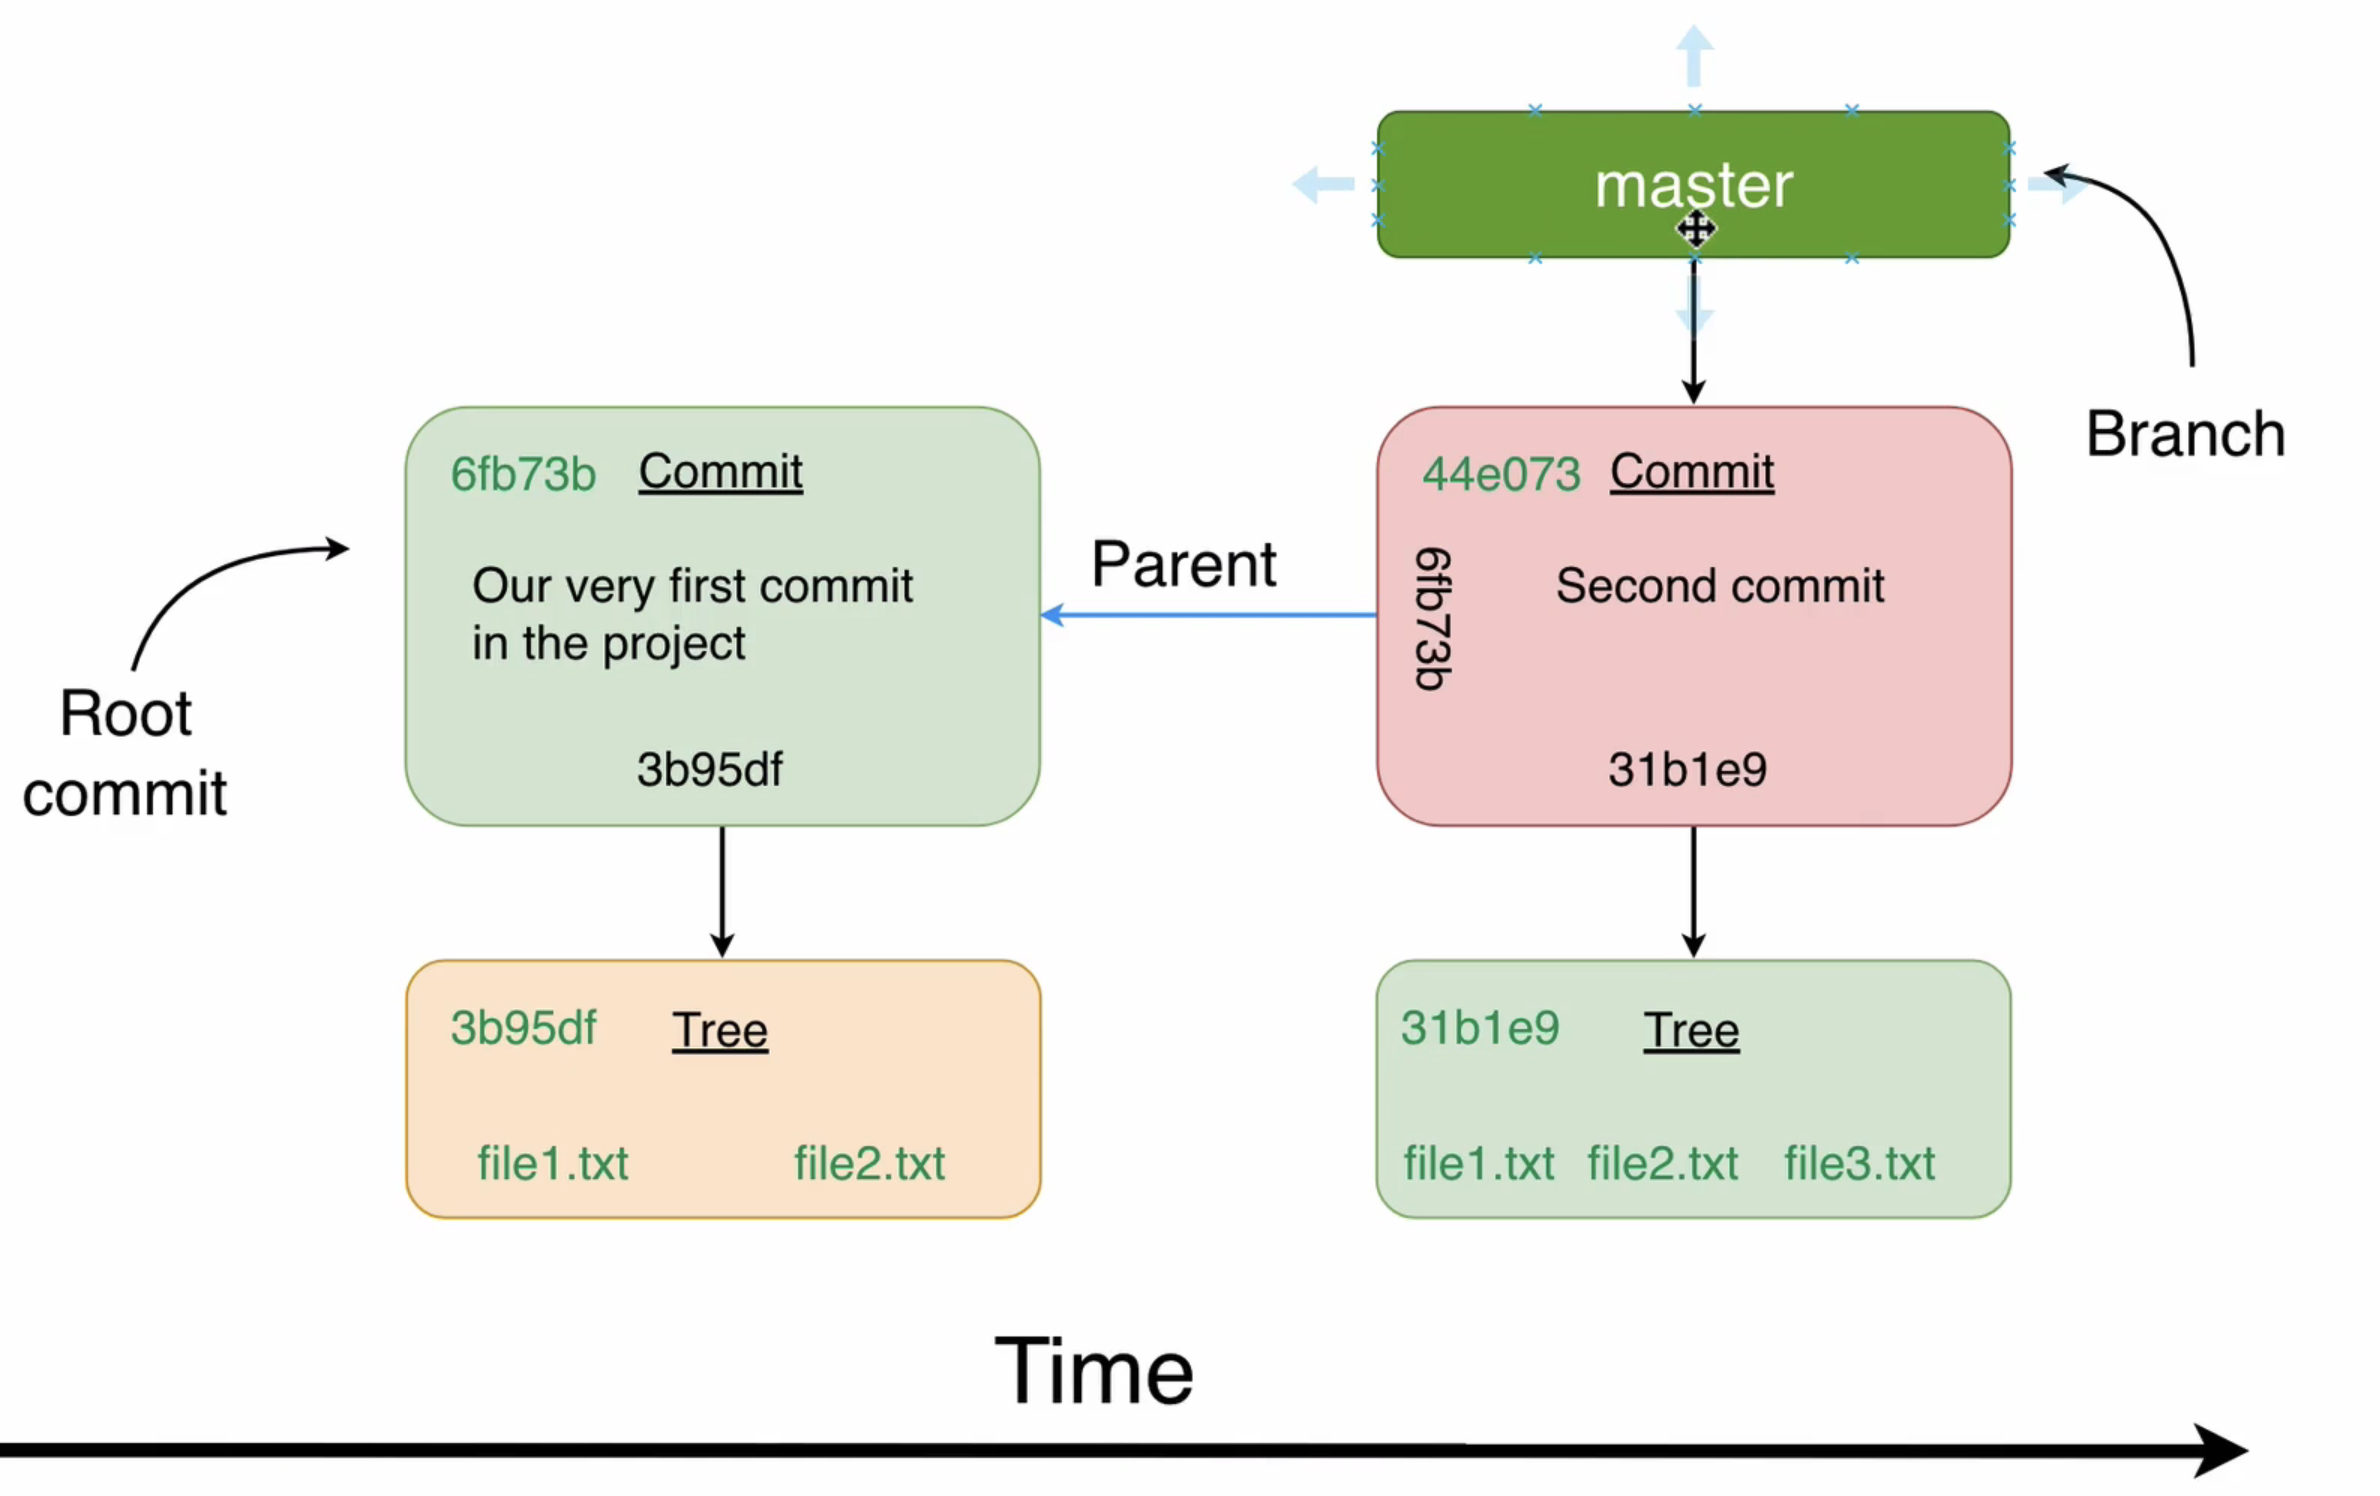 master
Branch
6fb73b Commit
Our very first commit
in the project
3b95df
Root
commit
Parent
44e073 Commit
6fb73b
Second commit
31b1e9
3b95df Tree
file1.txt file2.txt
31b1e9 Tree
file1.txt file2.txt file3.txt
Time